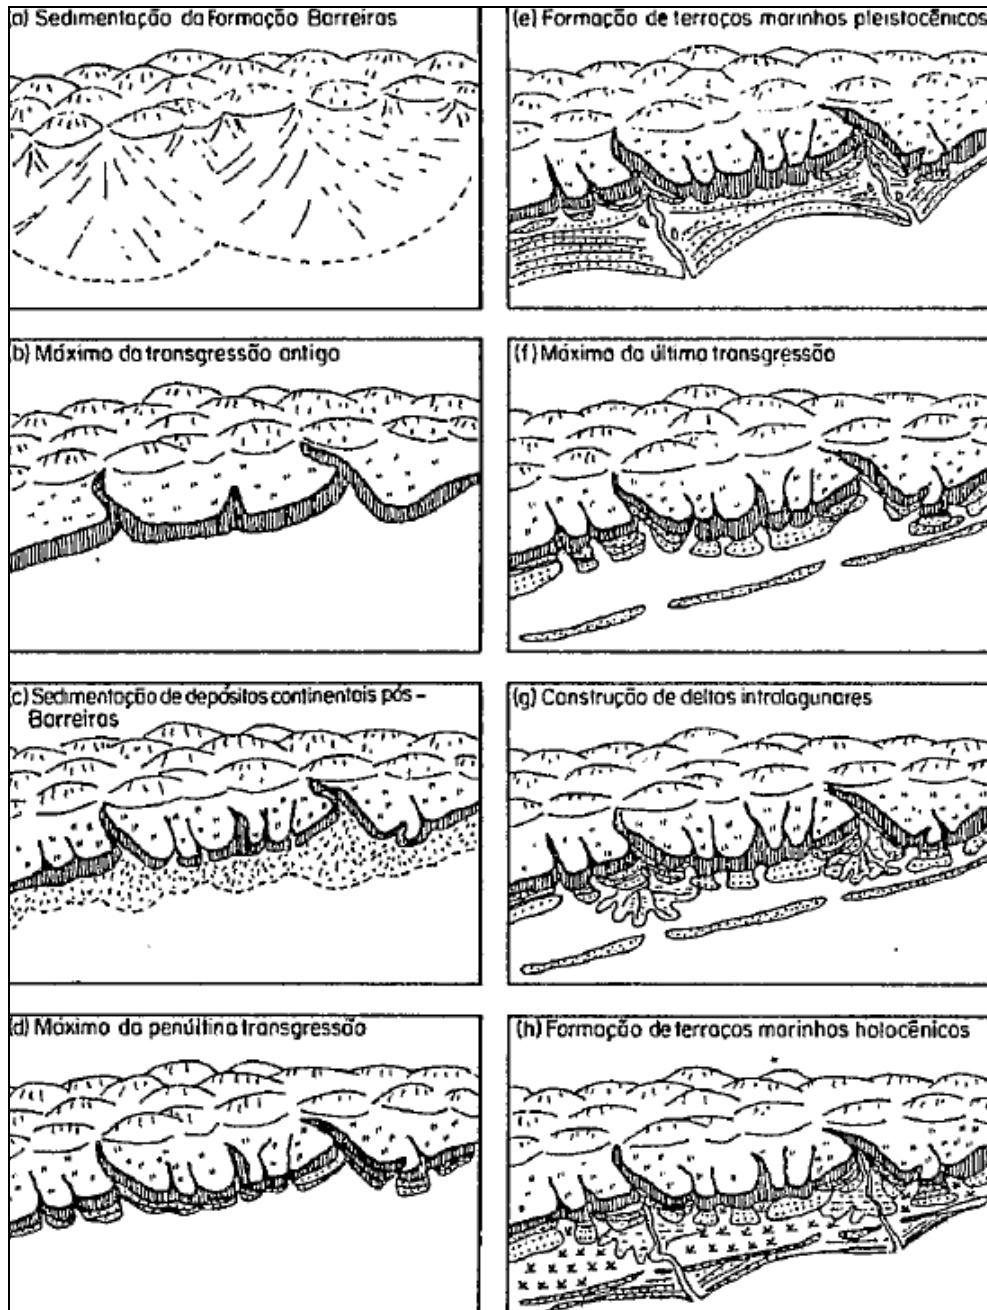 (a) Sedimentação da Formação Barreiras
(b) Máximo da transgressão antiga
(c) Sedimentação de depósitos continentais pós -
Barreiras
(d) Máximo da penúltima transgressão
(e) Formação de terraços marinhos pleistocênicos
(f) Máximo da última transgressão
(g) Construção de deltas intralagunares
(h) Formação de terraços marinhos holocênicos